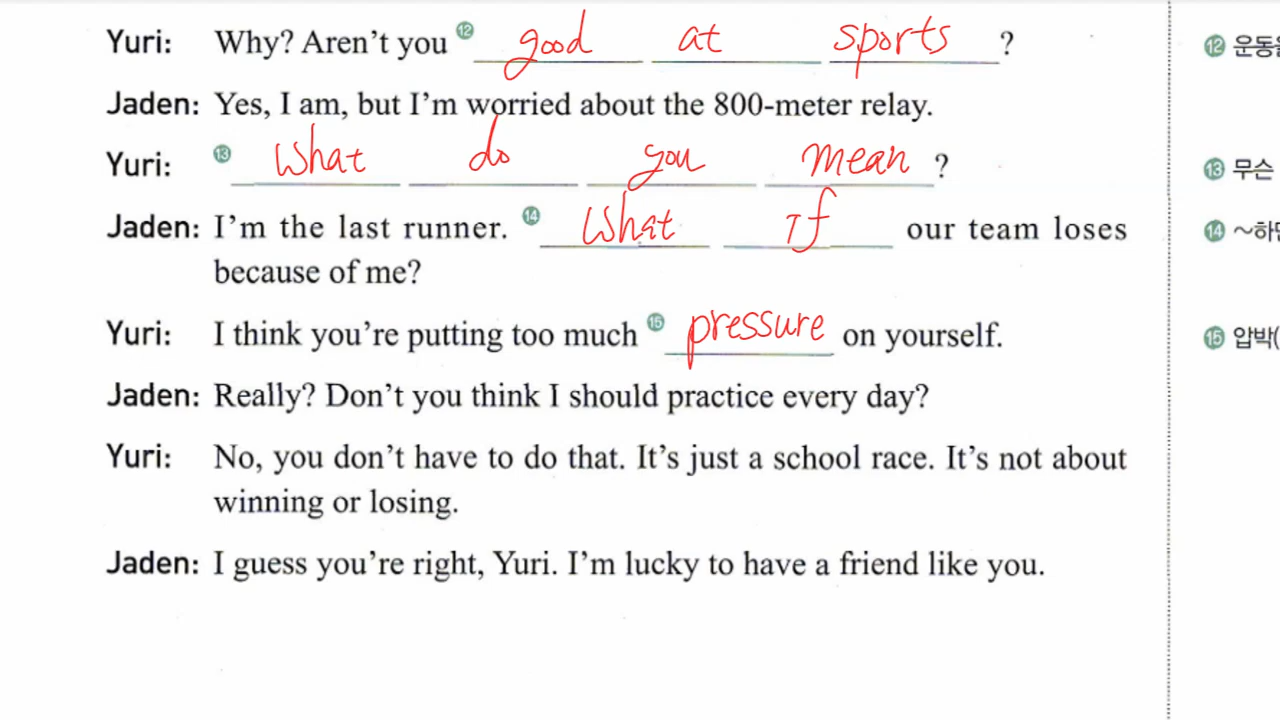 Yuri: Why? Aren't you ⑫ good at sports ?
⑫ 운동을
Jaden: Yes, I am, but I'm worried about the 800-meter relay.
Yuri: ⑬ What do you mean ?
⑬ 무슨
Jaden: I'm the last runner. ⑭ What If our team loses
⑭ ~하면
because of me?
Yuri: I think you're putting too much ⑮ pressure on yourself.
⑮ 압박(
Jaden: Really? Don't you think I should practice every day?
Yuri: No, you don't have to do that. It's just a school race. It's not about
winning or losing.
Jaden: I guess you're right, Yuri. I'm lucky to have a friend like you.